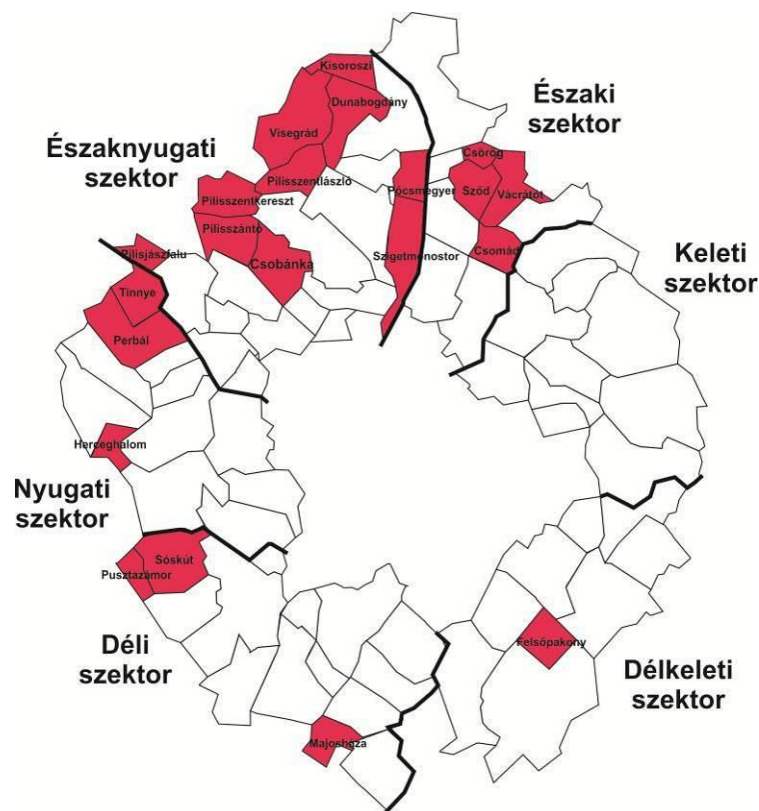 Kisoroszi
Dunabogdány
Északi
szektor
Visegrád
Északnyugati
szektor
Csörög
Pilisszentlászló
Pócsmegyer
Sződ
Vácrátót
Pilisszentkereszt
Pilisszántó
Csobánka
Szigetmonostor
Csomád
Keleti
szektor
Pilisjászfalu
Tinnye
Perbál
Herceghalom
Nyugati
szektor
Sóskút
Pusztazámor
Déli
szektor
Felsőpakony
Délkeleti
szektor
Majosháza